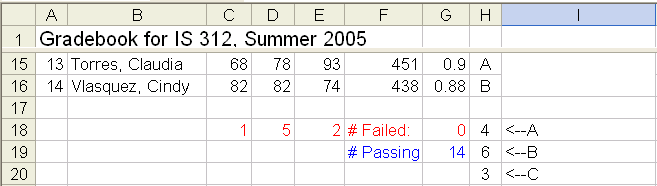 A B C D E F G H I
1 Gradebook for IS 312, Summer 2005
15 13 Torres, Claudia 68 78 93 451 0.9 A
16 14 Vlasquez, Cindy 82 82 74 438 0.88 B
17
18 1 5 2 # Failed: 0 4 <--A
19 # Passing 14 6 <--B
20 3 <--C